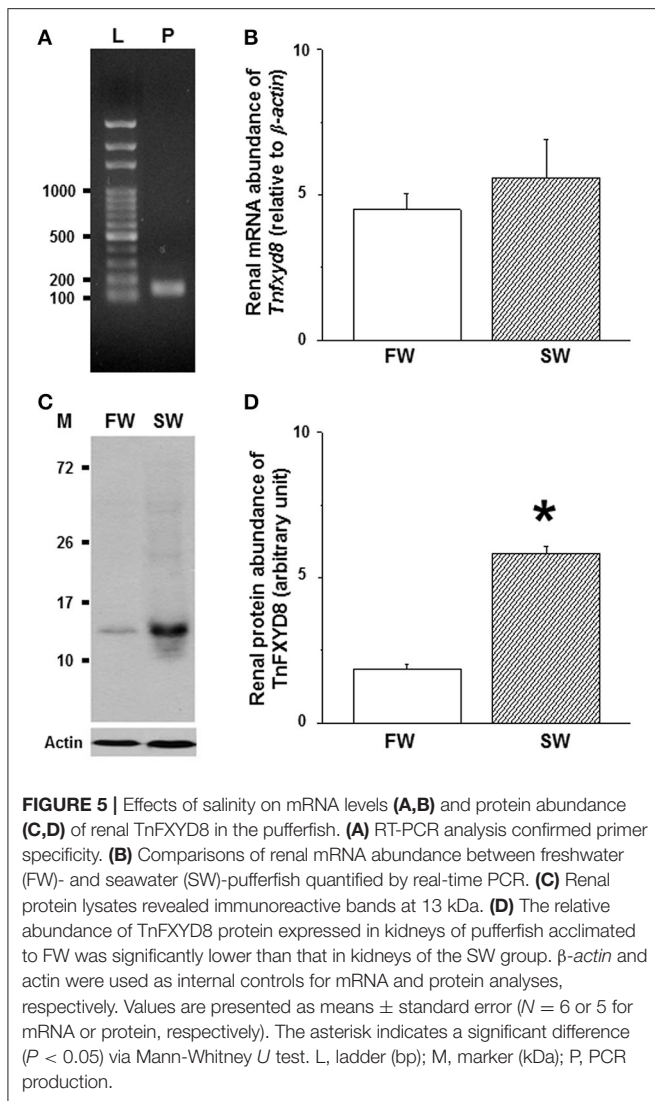 A L P
1000
500
200
100
B
Renal mRNA abundance of
Tnfxyd8 (relative to β-actin)
10
5
0
FW SW
C M FW SW
72
26
17
10
Actin
D
Renal protein abundance of
TnFXYD8 (arbitrary unit)
10
5
0
*
FW SW
FIGURE 5 | Effects of salinity on mRNA levels (A,B) and protein abundance
(C,D) of renal TnFXYD8 in the pufferfish. (A) RT-PCR analysis confirmed primer
specificity. (B) Comparisons of renal mRNA abundance between freshwater
(FW)- and seawater (SW)-pufferfish quantified by real-time PCR. (C) Renal
protein lysates revealed immunoreactive bands at 13 kDa. (D) The relative
abundance of TnFXYD8 protein expressed in kidneys of pufferfish acclimated
to FW was significantly lower than that in kidneys of the SW group. β-actin and
actin were used as internal controls for mRNA and protein analyses,
respectively. Values are presented as means ± standard error (N = 6 or 5 for
mRNA or protein, respectively). The asterisk indicates a significant difference
(P < 0.05) via Mann-Whitney U test. L, ladder (bp); M, marker (kDa); P, PCR
production.